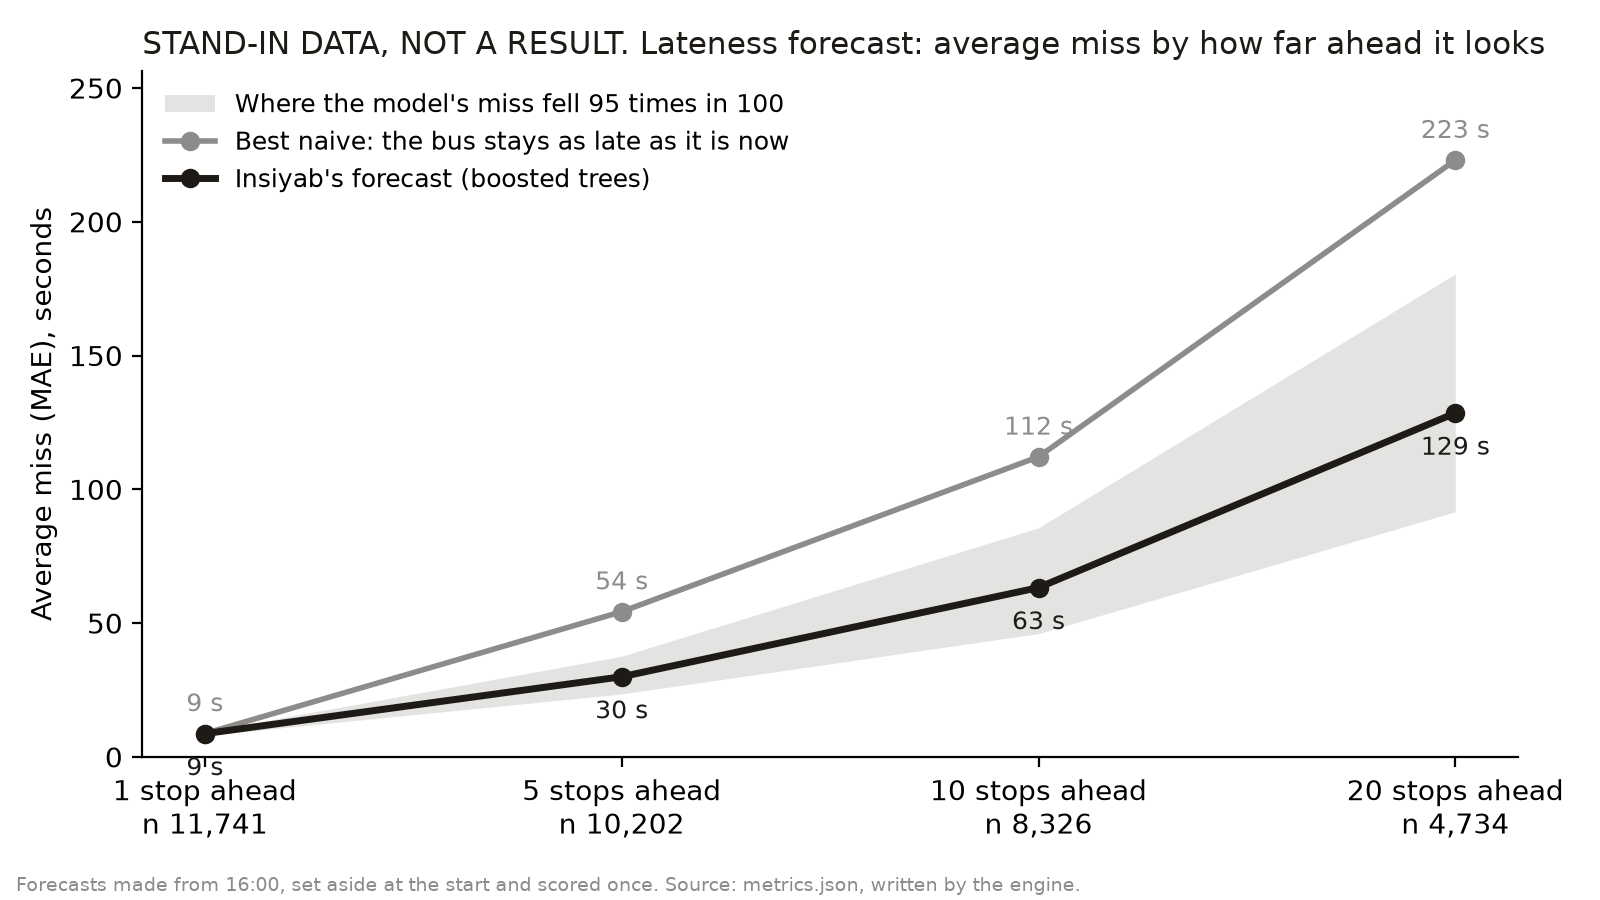 STAND-IN DATA, NOT A RESULT. Lateness forecast: average miss by how far ahead it looks
Where the model's miss fell 95 times in 100
Best naive: the bus stays as late as it is now
Insiyab's forecast (boosted trees)
Average miss (MAE), seconds
250
200
150
100
50
0
223 s
112 s
54 s
9 s
129 s
63 s
30 s
9 s
1 stop ahead
n 11,741
5 stops ahead
n 10,202
10 stops ahead
n 8,326
20 stops ahead
n 4,734
Forecasts made from 16:00, set aside at the start and scored once. Source: metrics.json, written by the engine.